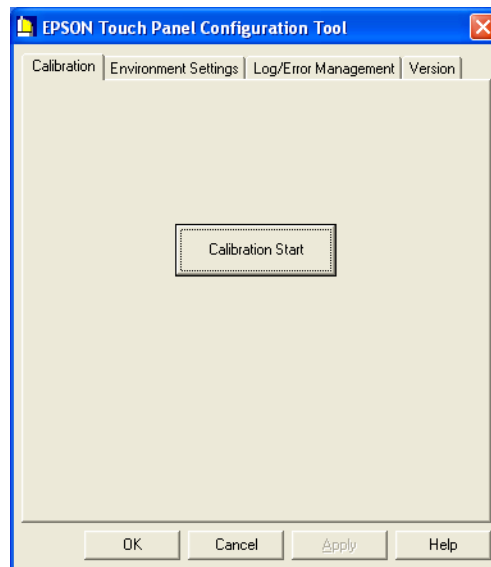 EPSON Touch Panel Configuration Tool
Calibration Environment Settings Log/Error Management Version
Calibration Start
OK Cancel Apply Help